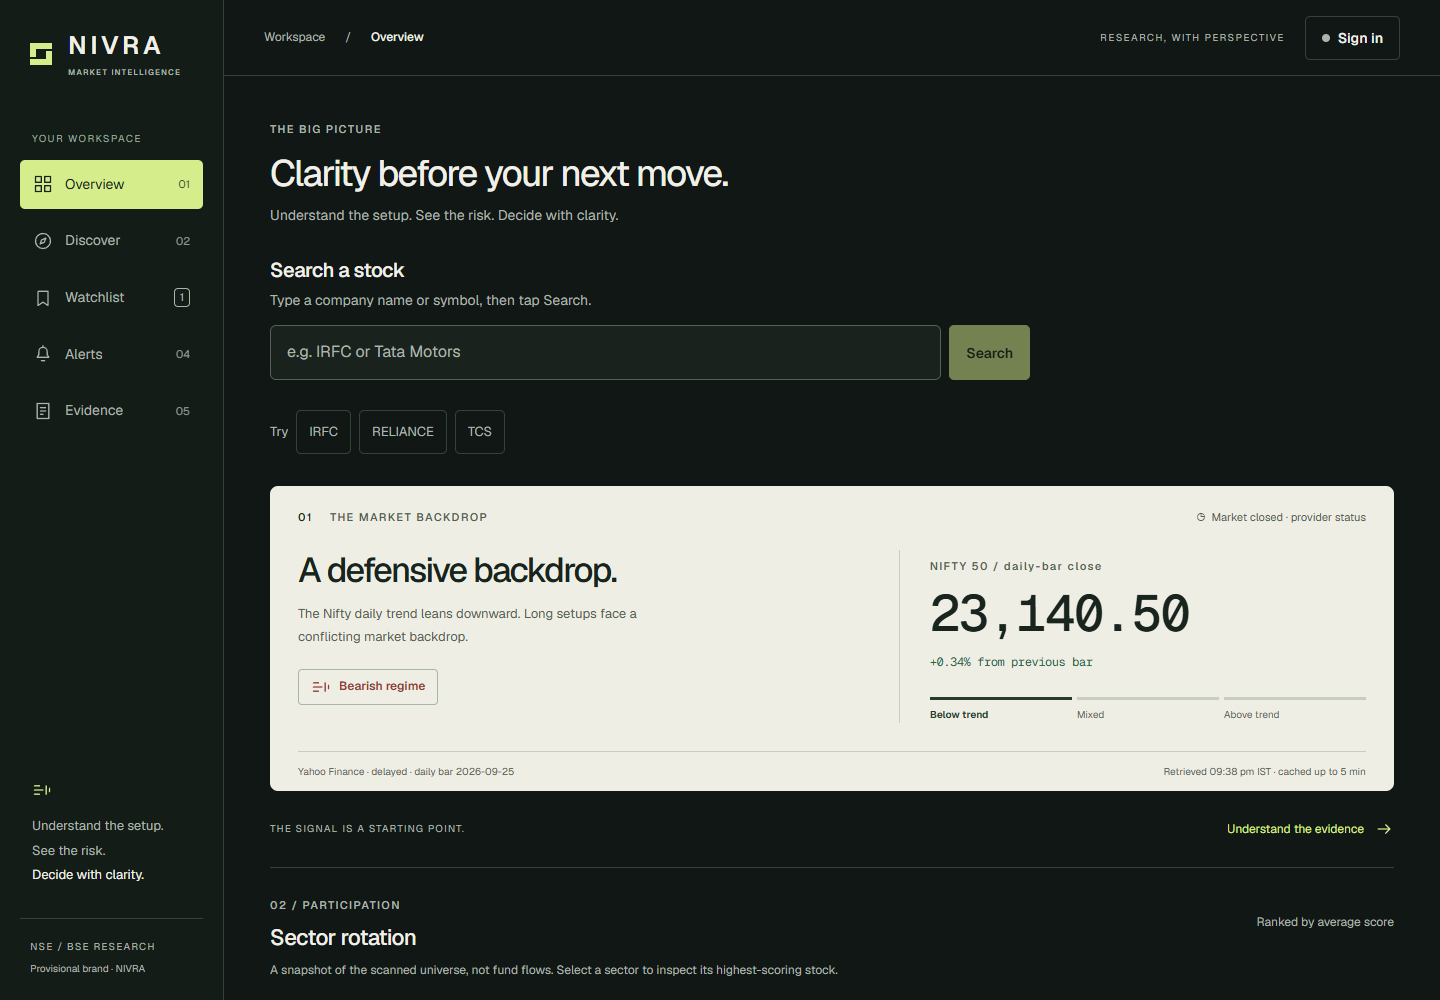 NIVRA
MARKET INTELLIGENCE
YOUR WORKSPACE
Overview 01
Discover 02
Watchlist 1
Alerts 04
Evidence 05
Understand the setup.
See the risk.
Decide with clarity.
NSE / BSE RESEARCH
Provisional brand · NIVRA
Workspace / Overview
RESEARCH, WITH PERSPECTIVE
Sign in
THE BIG PICTURE
Clarity before your next move.
Understand the setup. See the risk. Decide with clarity.
Search a stock
Type a company name or symbol, then tap Search.
e.g. IRFC or Tata Motors
Search
Try IRFC RELIANCE TCS
01 THE MARKET BACKDROP
Market closed · provider status
A defensive backdrop.
The Nifty daily trend leans downward. Long setups face a
conflicting market backdrop.
Bearish regime
NIFTY 50 / daily-bar close
23,140.50
+0.34% from previous bar
Below trend Mixed Above trend
Yahoo Finance · delayed · daily bar 2026-09-25
Retrieved 09:38 pm IST · cached up to 5 min
THE SIGNAL IS A STARTING POINT.
Understand the evidence →
02 / PARTICIPATION
Sector rotation
Ranked by average score
A snapshot of the scanned universe, not fund flows. Select a sector to inspect its highest-scoring stock.